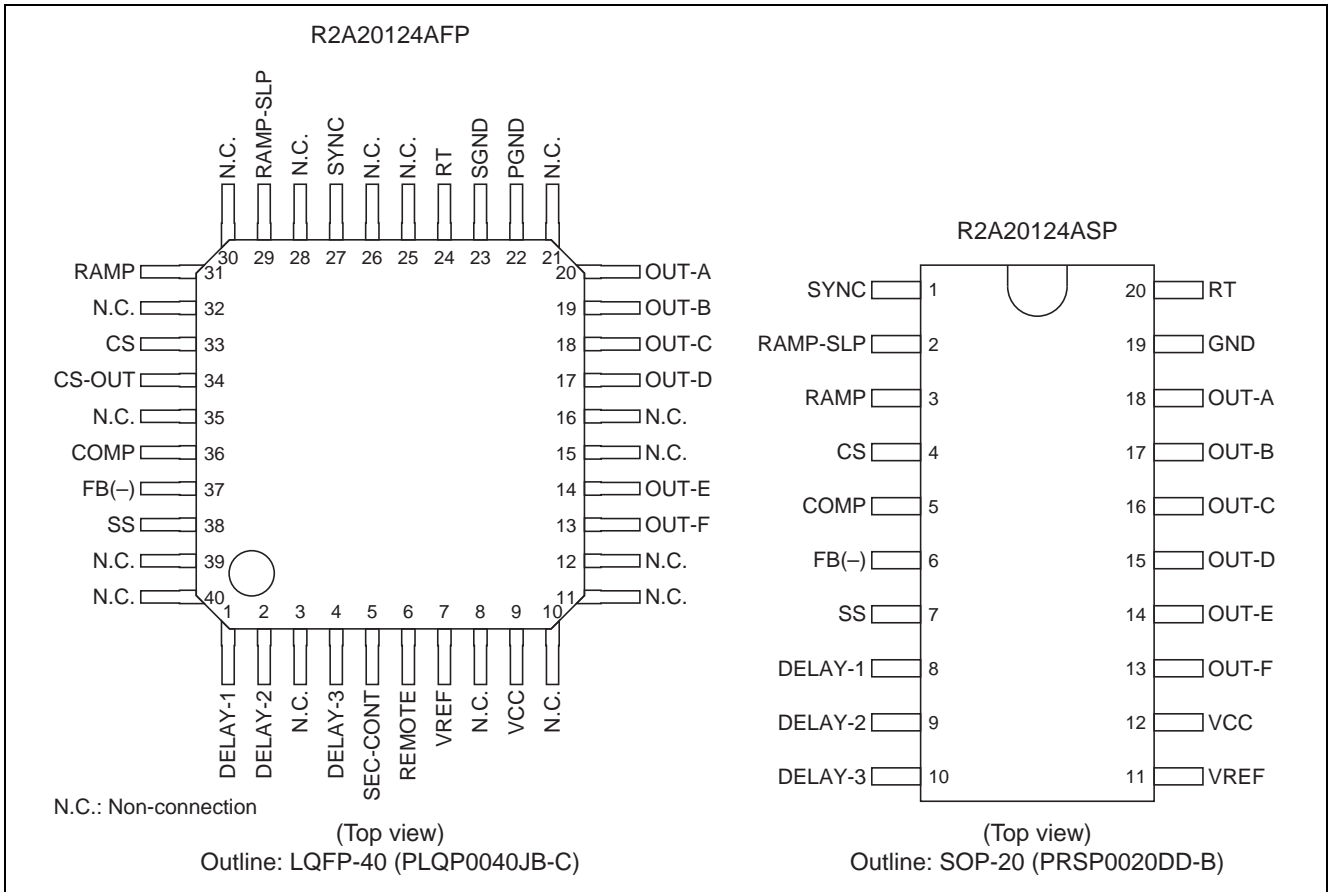 R2A20124AFP
N.C.
RAMP-SLP
N.C.
SYNC
N.C.
N.C.
RT
SGND
PGND
N.C.
30 29 28 27 26 25 24 23 22 21
RAMP 31
N.C. 32
CS 33
CS-OUT 34
N.C. 35
COMP 36
FB(–) 37
SS 38
N.C. 39
N.C. 40
20 OUT-A
19 OUT-B
18 OUT-C
17 OUT-D
16 N.C.
15 N.C.
14 OUT-E
13 OUT-F
12 N.C.
11 N.C.
1 2 3 4 5 6 7 8 9 10
DELAY-1
DELAY-2
N.C.
DELAY-3
SEC-CONT
REMOTE
VREF
N.C.
VCC
N.C.
N.C.: Non-connection
(Top view)
Outline: LQFP-40 (PLQP0040JB-C)
R2A20124ASP
SYNC 1 20 RT
RAMP-SLP 2 19 GND
RAMP 3 18 OUT-A
CS 4 17 OUT-B
COMP 5 16 OUT-C
FB(–) 6 15 OUT-D
SS 7 14 OUT-E
DELAY-1 8 13 OUT-F
DELAY-2 9 12 VCC
DELAY-3 10 11 VREF
(Top view)
Outline: SOP-20 (PRSP0020DD-B)